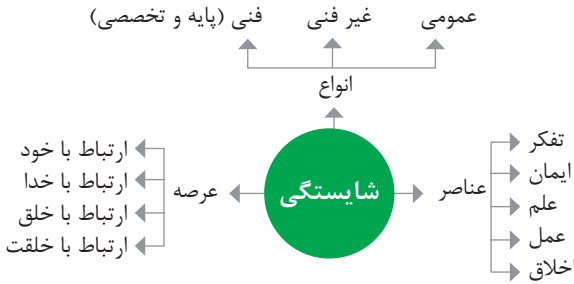 عمومی
غیر فنی
فنی (پایه و تخصصی)
انواع
شایستگی
عناصر
تفکر
ایمان
علم
عمل
اخلاق
عرصه
ارتباط با خود
ارتباط با خدا
ارتباط با خلق
ارتباط با خلقت